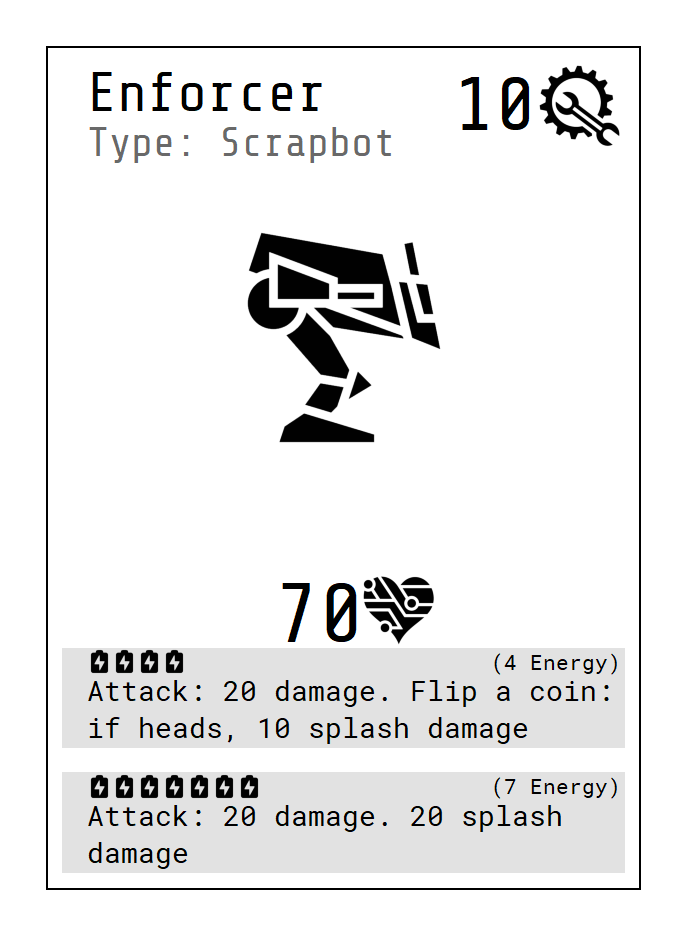 Enforcer
10
Type: Scrapbot
70
(4 Energy)
Attack: 20 damage. Flip a coin:
if heads, 10 splash damage
(7 Energy)
Attack: 20 damage. 20 splash
damage